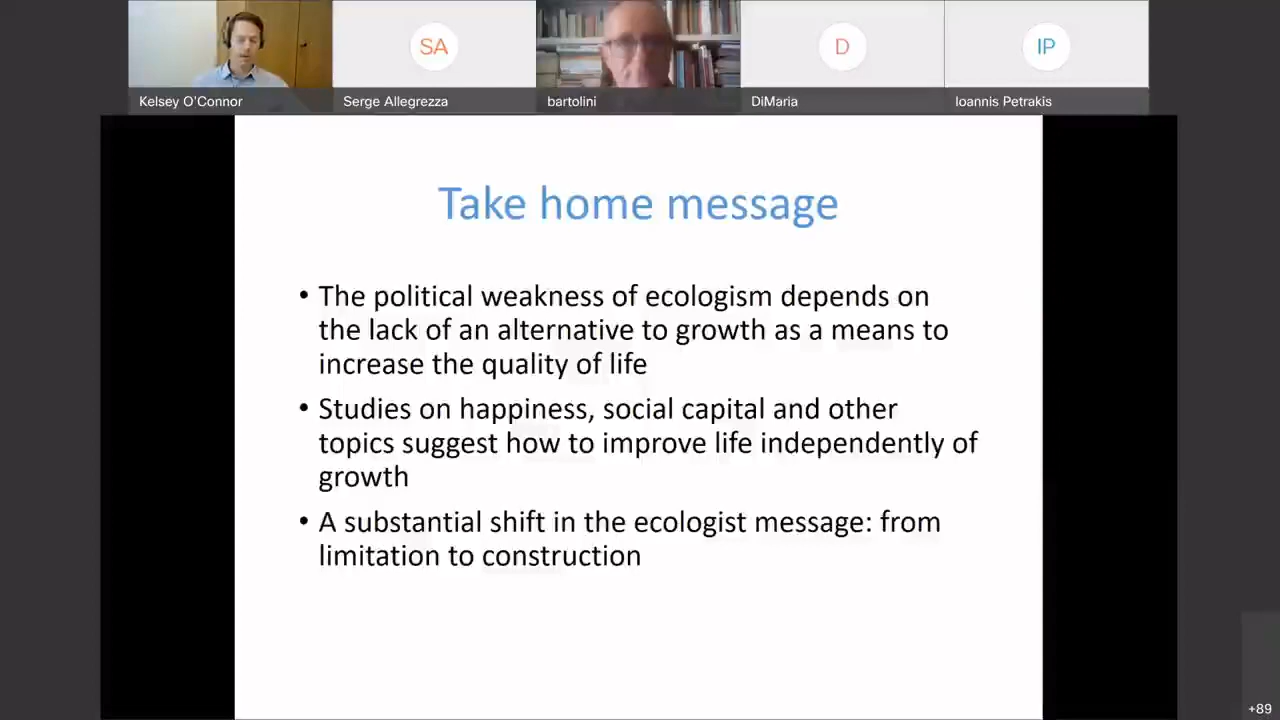 SA
D
IP
Kelsey O'Connor
Serge Allegrezza
bartolini
DiMaria
Ioannis Petrakis
Take home message
• The political weakness of ecologism depends on
the lack of an alternative to growth as a means to
increase the quality of life
• Studies on happiness, social capital and other
topics suggest how to improve life independently of
growth
• A substantial shift in the ecologist message: from
limitation to construction
+89